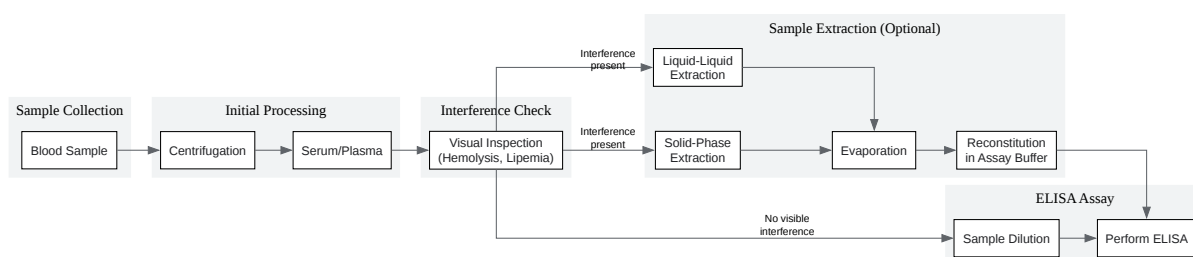 Sample Extraction (Optional)
Interference
present
Liquid-Liquid
Extraction
Sample Collection
Initial Processing
Interference Check
Blood Sample
Centrifugation
Serum/Plasma
Visual Inspection
(Hemolysis, Lipemia)
Interference
present
Solid-Phase
Extraction
Evaporation
Reconstitution
in Assay Buffer
ELISA Assay
No visible
interference
Sample Dilution
Perform ELISA